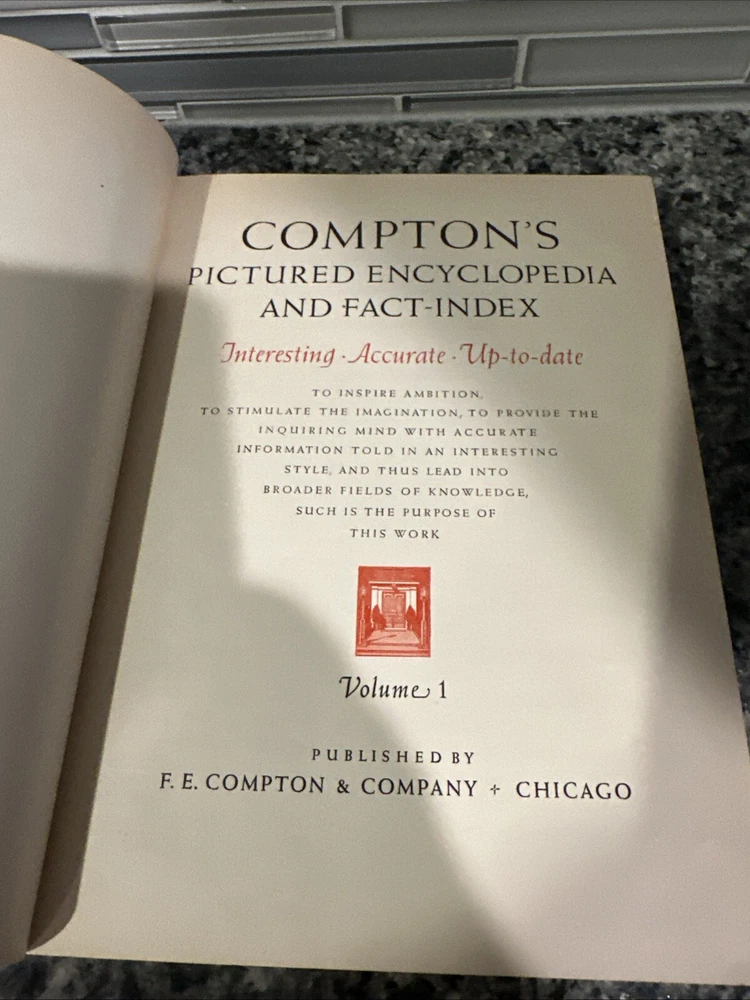 COMPTON'S
PICTURED ENCYCLOPEDIA
AND FACT-INDEX
Interesting · Accurate · Up-to-date
TO INSPIRE AMBITION,
TO STIMULATE THE IMAGINATION, TO PROVIDE THE
INQUIRING MIND WITH ACCURATE
INFORMATION TOLD IN AN INTERESTING
STYLE, AND THUS LEAD INTO
BROADER FIELDS OF KNOWLEDGE,
SUCH IS THE PURPOSE OF
THIS WORK
Volume 1
PUBLISHED BY
F. E. COMPTON & COMPANY + CHICAGO